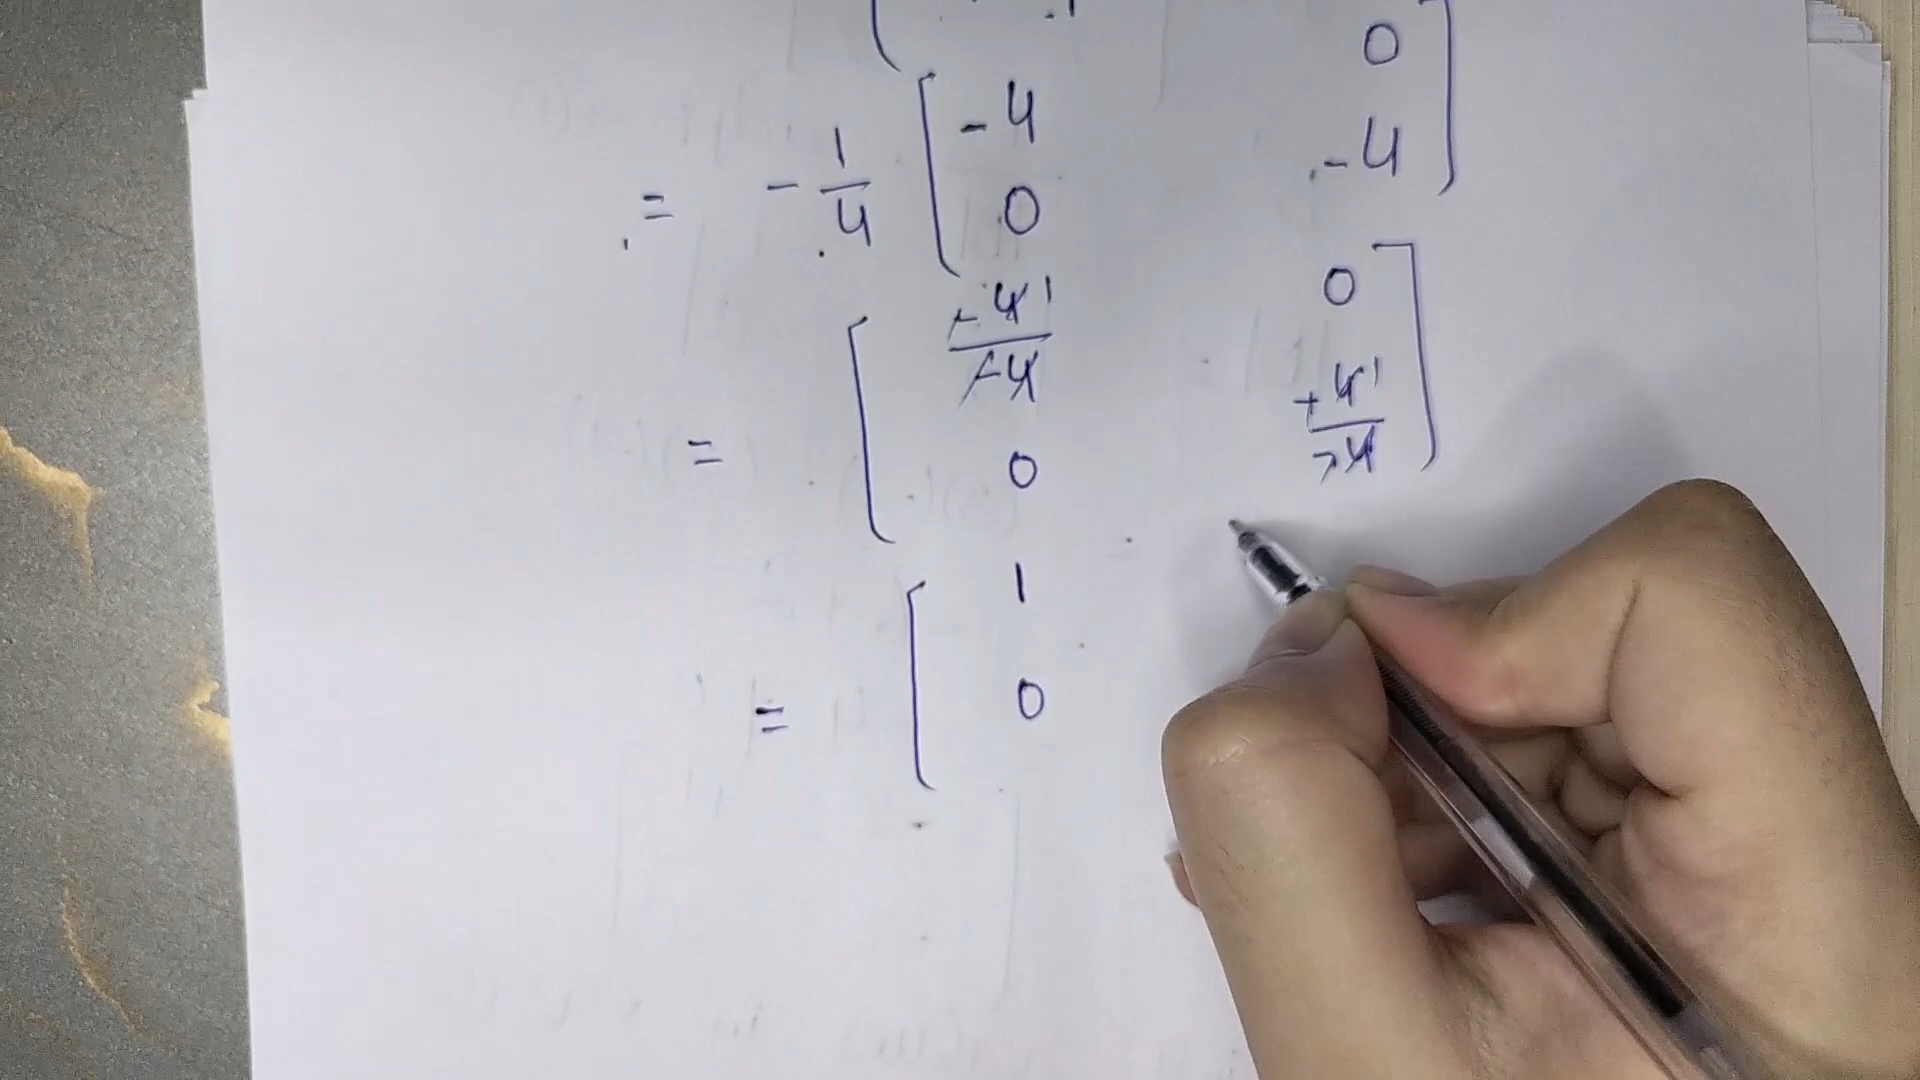 0
= - 1/4 [ -4
0 -4 ]
= [ -4/-4 0
0 -4/-4 ]
= [ 1
0